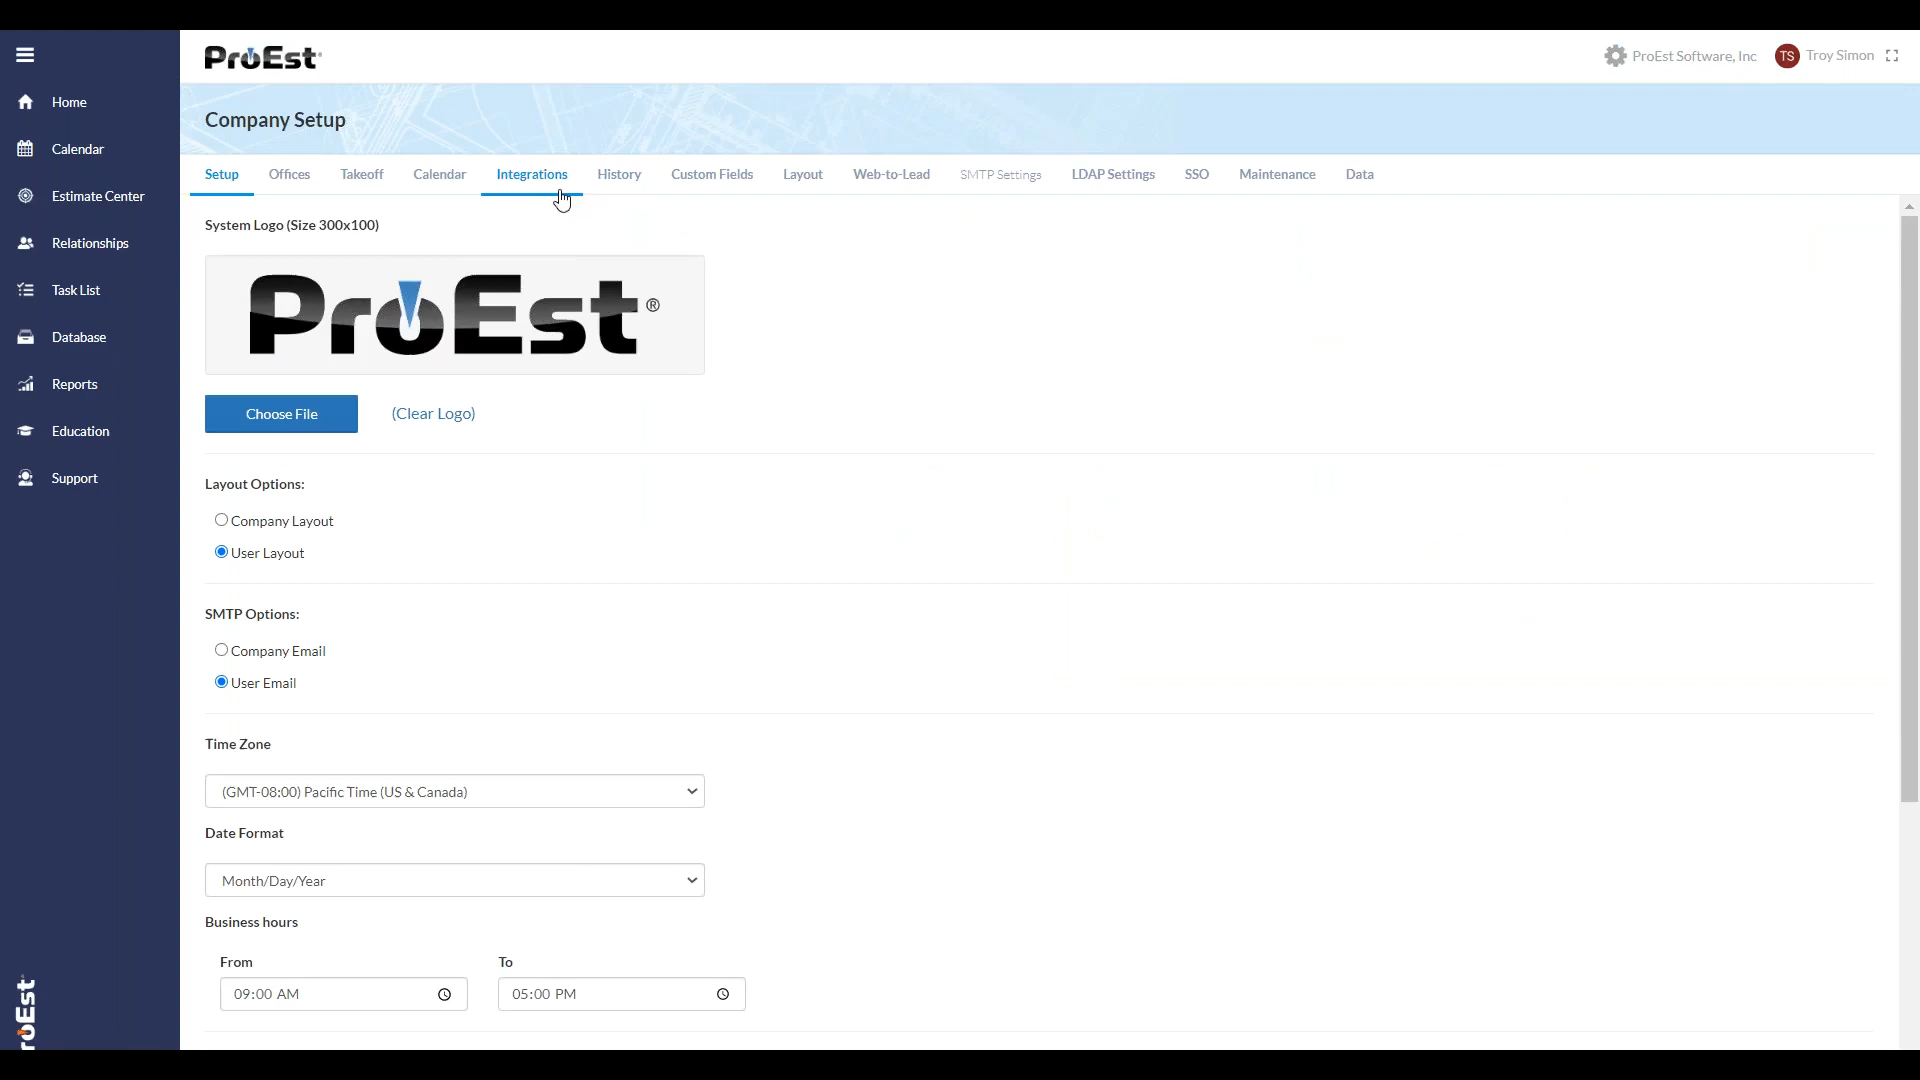 ProEst
ProEst Software, Inc
TS
Troy Simon
Home
Calendar
Estimate Center
Relationships
Task List
Database
Reports
Education
Support
Company Setup
Setup Offices Takeoff Calendar Integrations History Custom Fields Layout Web-to-Lead SMTP Settings LDAP Settings SSO Maintenance Data
System Logo (Size 300x100)
ProEst®
Choose File
(Clear Logo)
Layout Options:
Company Layout
User Layout
SMTP Options:
Company Email
User Email
Time Zone
(GMT-08:00) Pacific Time (US & Canada)
Date Format
Month/Day/Year
Business hours
From To
09:00 AM 05:00 PM
roEst